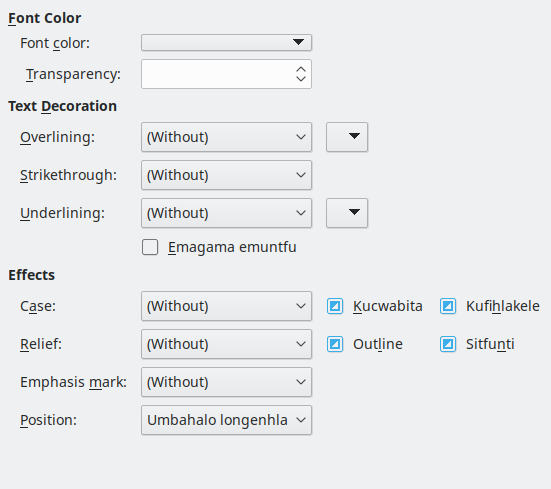 Font Color
Font color:
Transparency:
Text Decoration
Overlining: (Without)
Strikethrough: (Without)
Underlining: (Without)
Emagama emuntfu
Effects
Case: (Without) Kucwabita Kufihlakele
Relief: (Without) Outline Sitfunti
Emphasis mark: (Without)
Position: Umbahalo longenhla